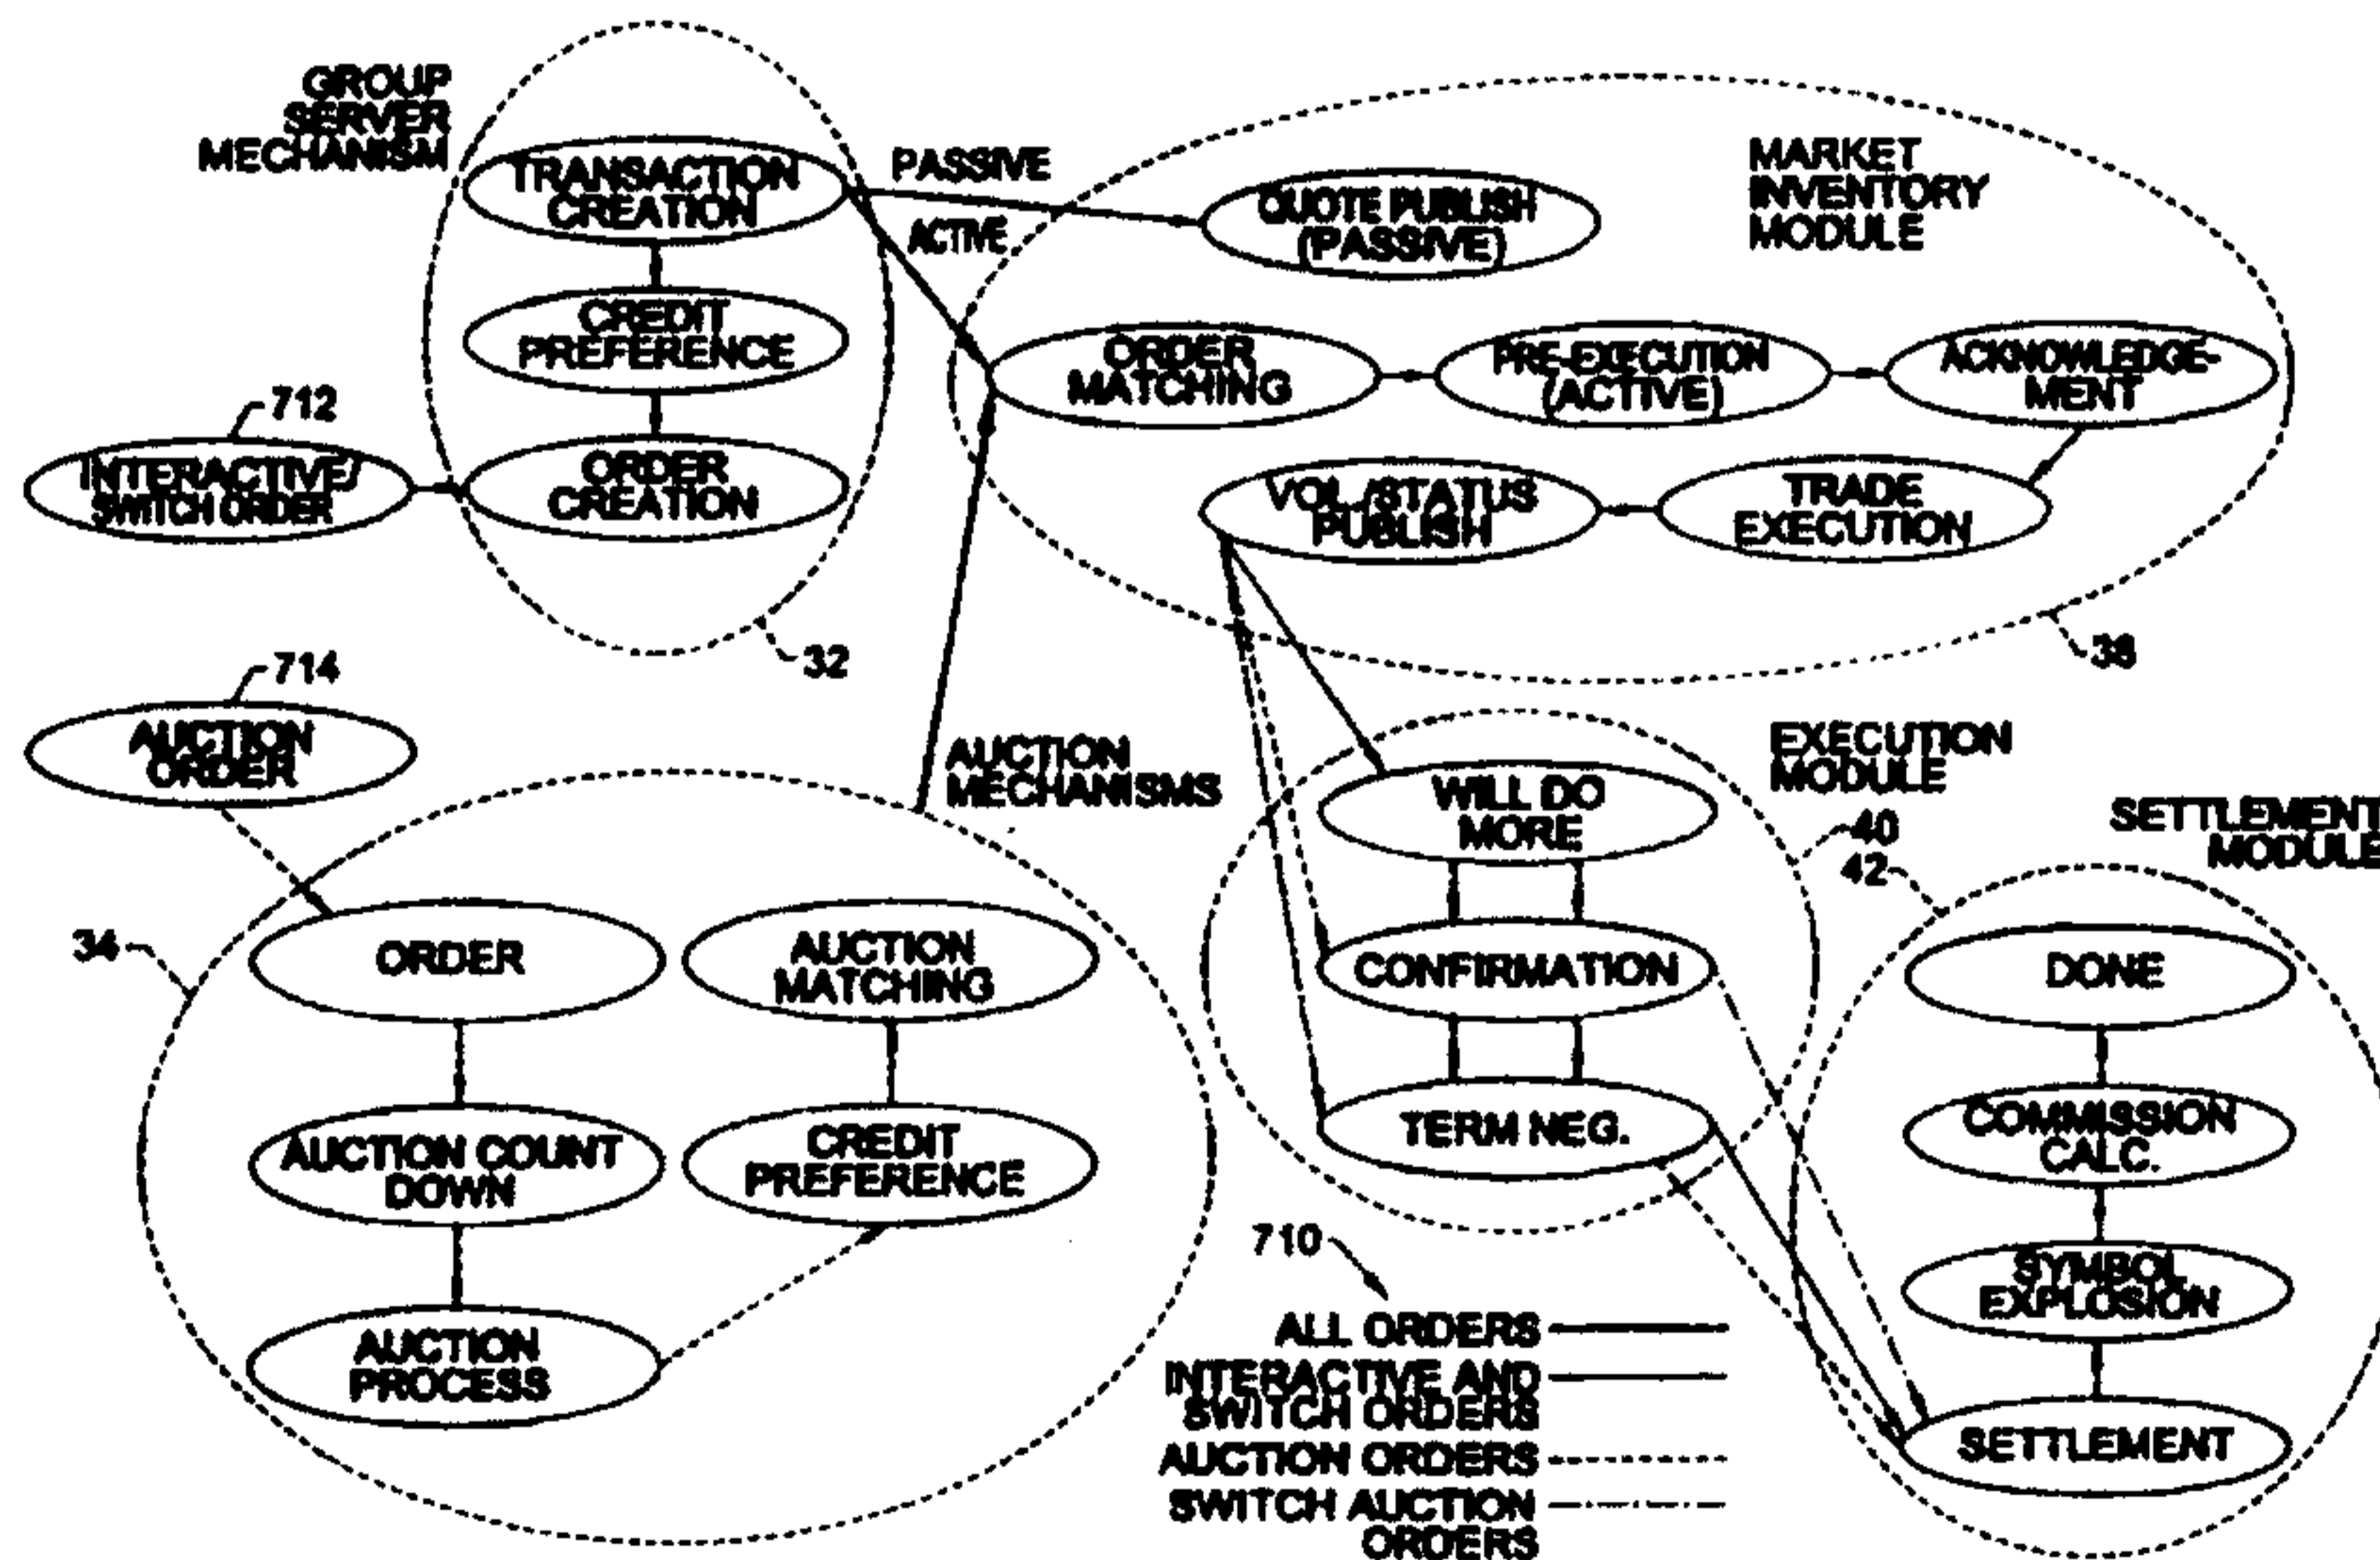 GROUP
SERVER
MECHANISM
TRANSACTION
CREATION
PASSIVE
ACTIVE
QUOTE PUBLISH
(PASSIVE)
MARKET
INVENTORY
MODULE
CREDIT
PREFERENCE
ORDER
MATCHING
PRE-EXECUTION
(ACTIVE)
ACKNOWLEDGE-
MENT
712
INTERACTIVE/
SWITCH ORDER
ORDER
CREATION
VOL./STATUS
PUBLISH
TRADE
EXECUTION
32
38
714
AUCTION
ORDER
AUCTION
MECHANISMS
EXECUTION
MODULE
WILL DO
MORE
40
42
SETTLEMENT
MODULE
34
ORDER
AUCTION
MATCHING
CONFIRMATION
DONE
AUCTION COUNT
DOWN
CREDIT
PREFERENCE
TERM NEG.
COMMISSION
CALC.
710
SYMBOL
EXPLOSION
AUCTION
PROCESS
ALL ORDERS
INTERACTIVE AND
SWITCH ORDERS
AUCTION ORDERS
SWITCH AUCTION
ORDERS
SETTLEMENT